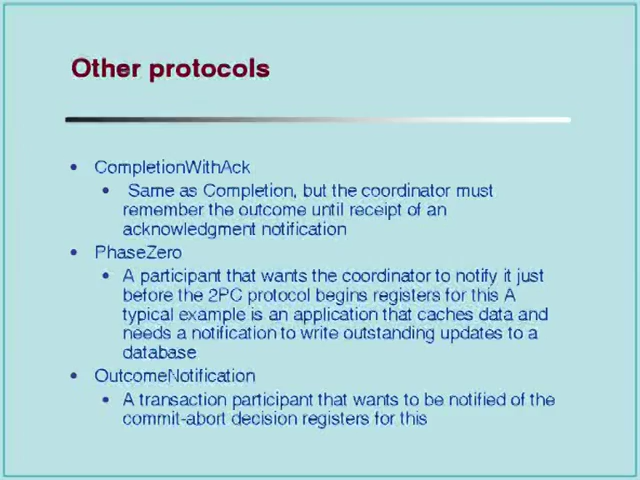 Other protocols
• CompletionWithAck
• Same as Completion, but the coordinator must
remember the outcome until receipt of an
acknowledgment notification
• PhaseZero
• A participant that wants the coordinator to notify it just
before the 2PC protocol begins registers for this A
typical example is an application that caches data and
needs a notification to write outstanding updates to a
database
• OutcomeNotification
• A transaction participant that wants to be notified of the
commit-abort decision registers for this